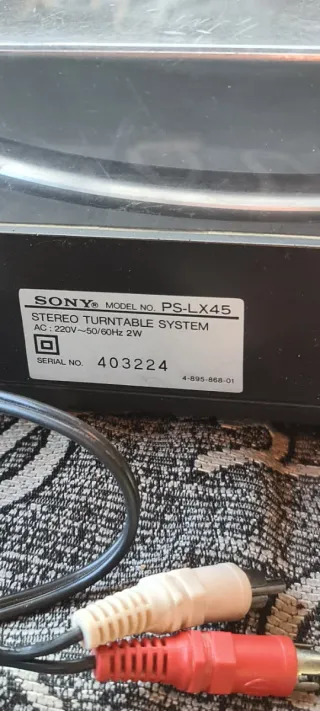 SONY® MODEL NO. PS-LX45
STEREO TURNTABLE SYSTEM
AC : 220V~50/60Hz 2W
SERIAL NO. 403224
4-895-868-01